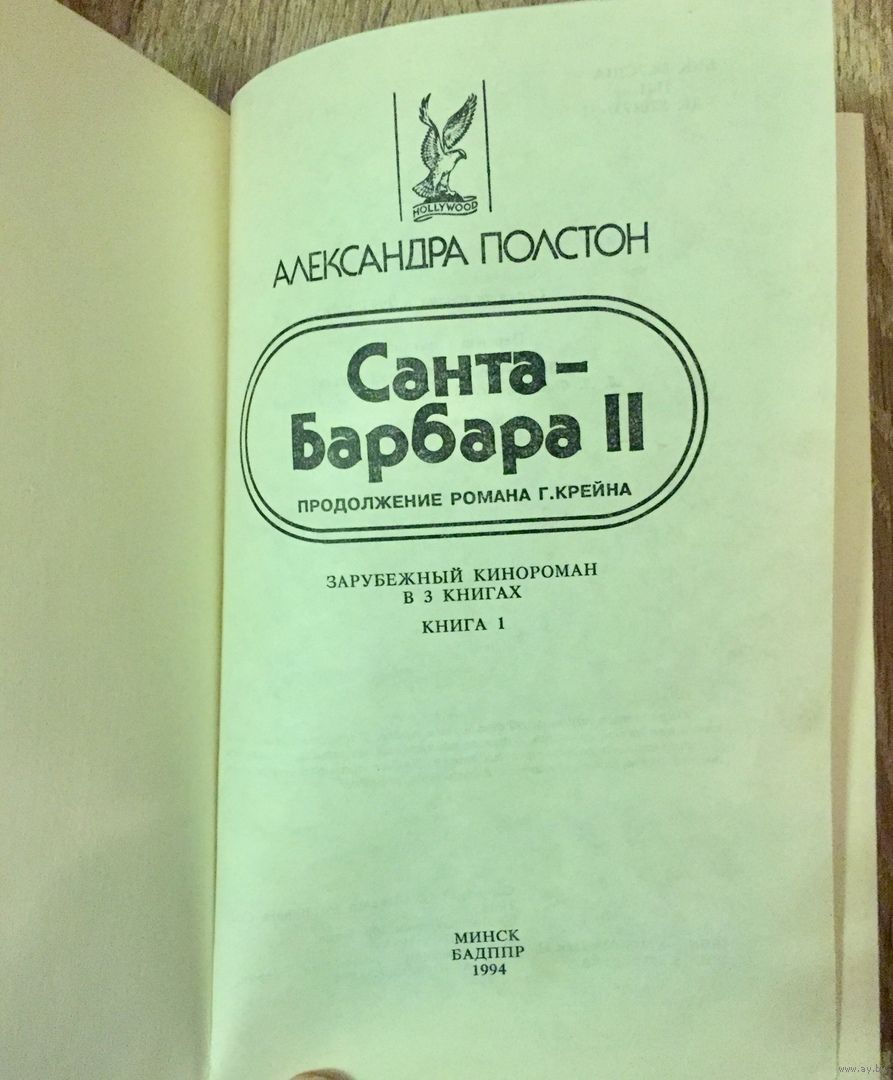 HOLLYWOOD
АЛЕКСАНДРА ПОЛСТОН
Санта-
Барбара II
ПРОДОЛЖЕНИЕ РОМАНА Г.КРЕЙНА
ЗАРУБЕЖНЫЙ КИНОРОМАН
В 3 КНИГАХ
КНИГА 1
МИНСК
БАДППР
1994